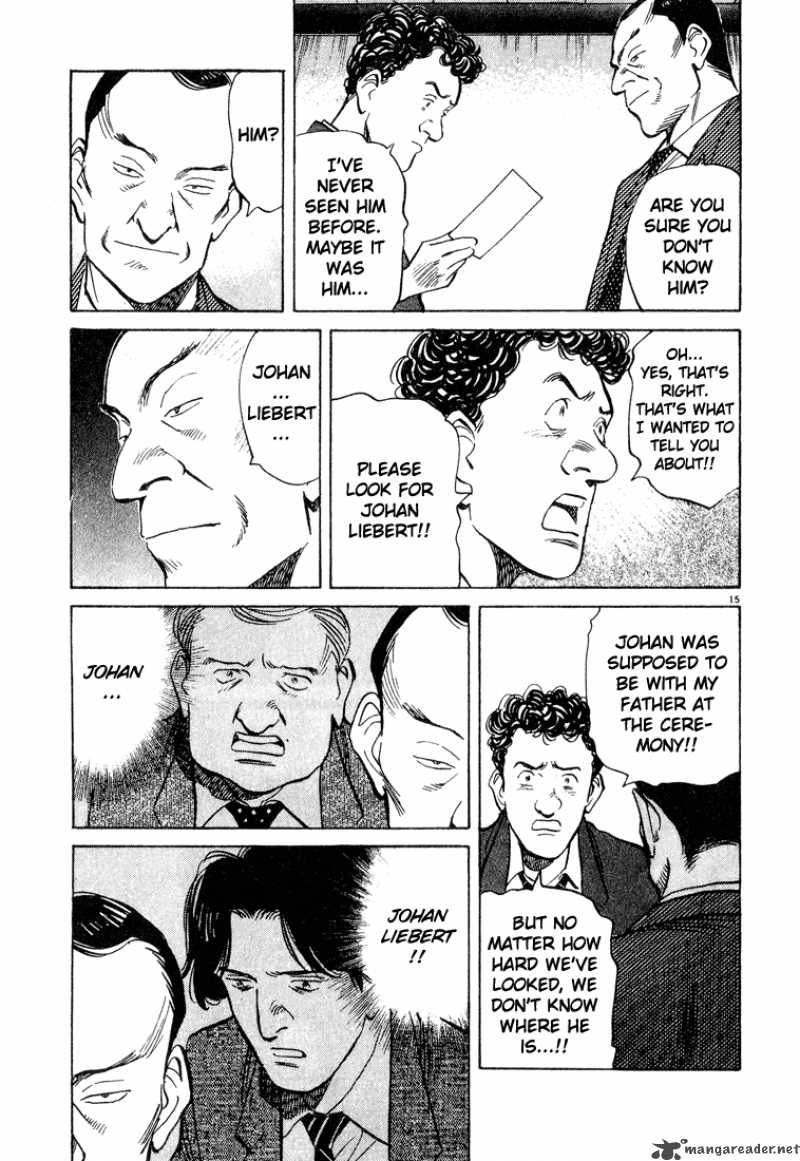 ARE YOU
SURE YOU
DON'T
KNOW
HIM?
I'VE
NEVER
SEEN HIM
BEFORE.
MAYBE IT
WAS
HIM...
HIM?
OH...
YES, THAT'S
RIGHT.
THAT'S WHAT
I WANTED
TO TELL YOU
ABOUT!!
PLEASE
LOOK FOR
JOHAN
LIEBERT!!
JOHAN
...
LIEBERT
...
15
JOHAN WAS
SUPPOSED TO
BE WITH MY
FATHER AT
THE CERE-
MONY!!
BUT NO
MATTER HOW
HARD WE'VE
LOOKED, WE
DON'T KNOW
WHERE HE
IS...!!
JOHAN
...
JOHAN
LIEBERT
!!
mangareader.net